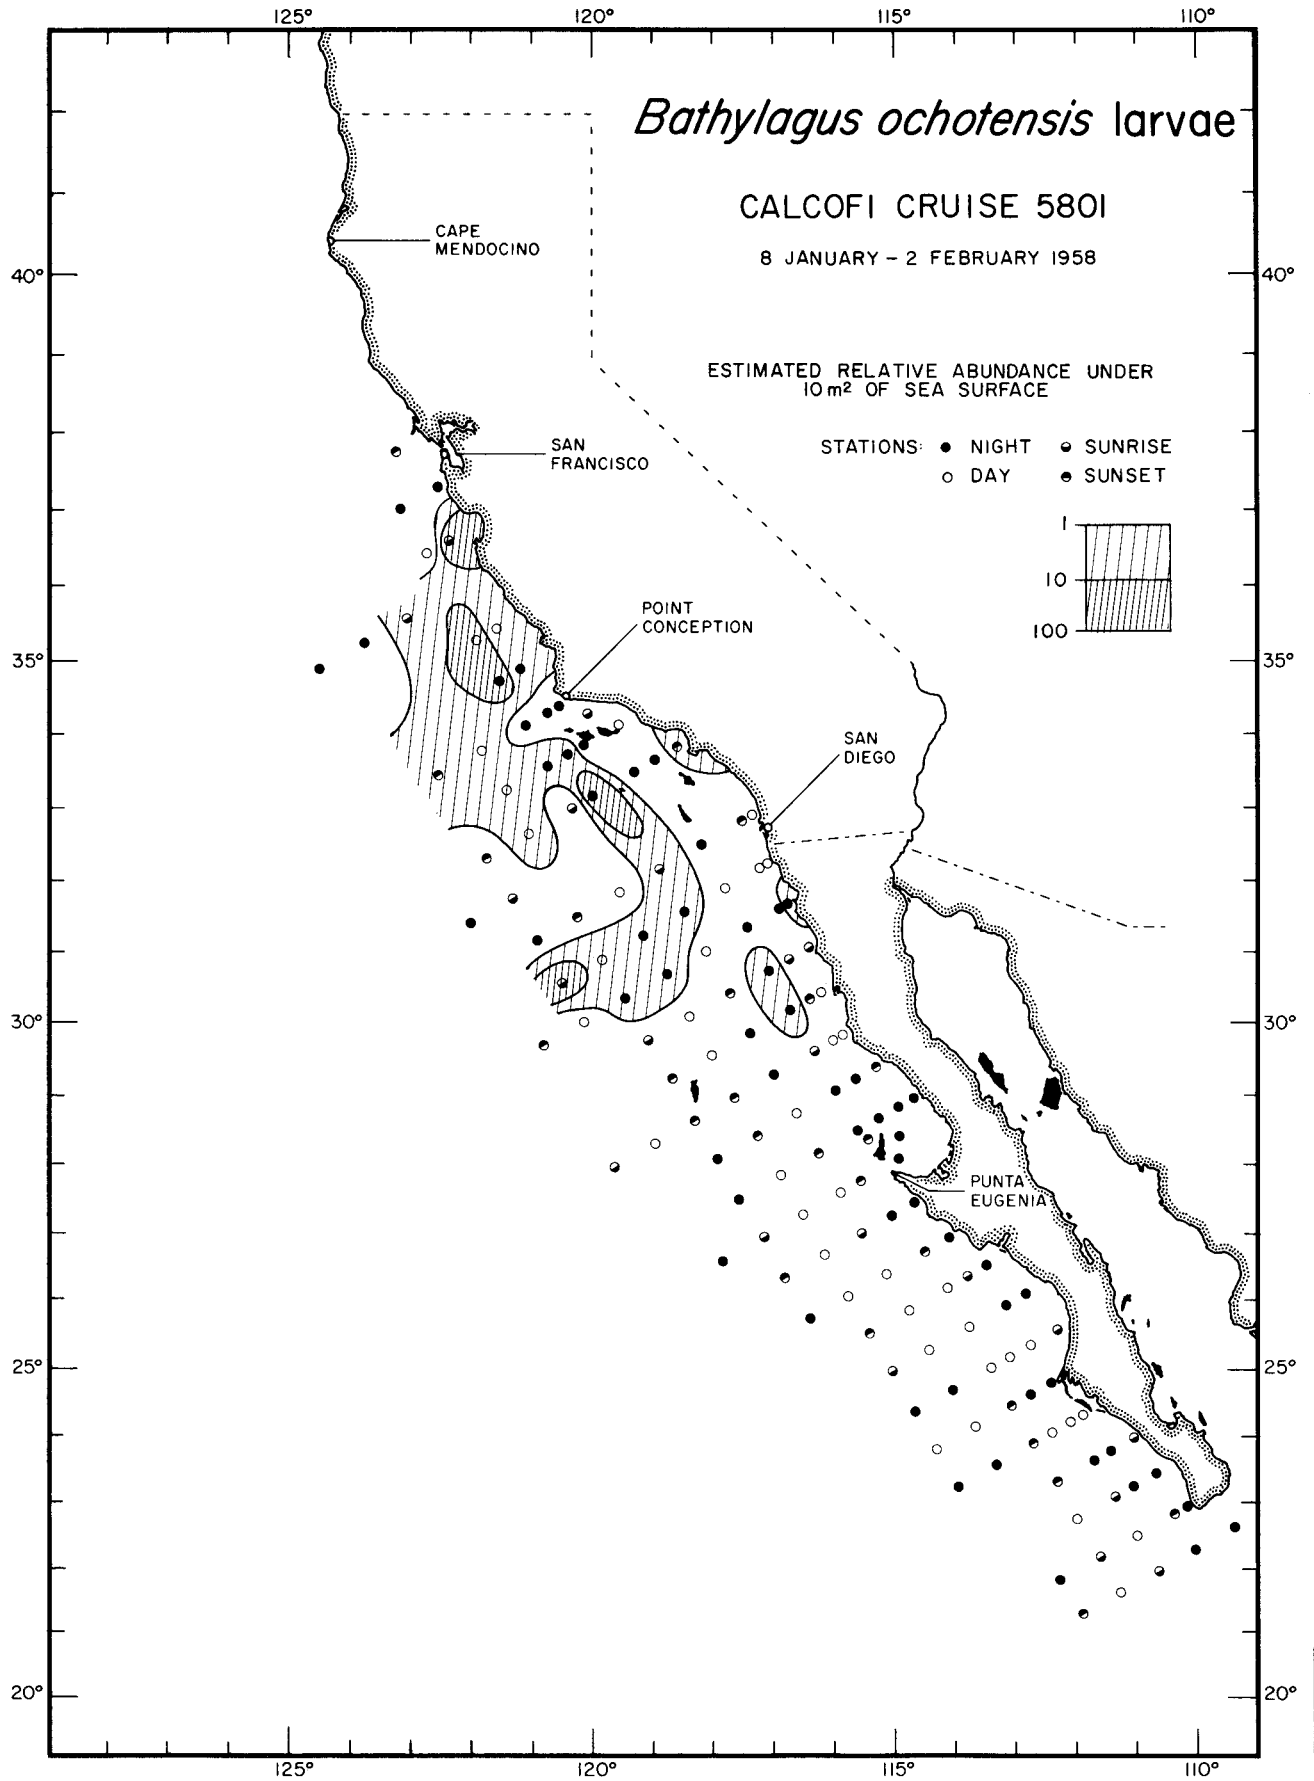 125° 120° 115° 110°
Bathylagus ochotensis larvae
CALCOFI CRUISE 5801
8 JANUARY – 2 FEBRUARY 1958
CAPE
MENDOCINO
40° 40°
ESTIMATED RELATIVE ABUNDANCE UNDER
10 m² OF SEA SURFACE
STATIONS: NIGHT SUNRISE
DAY SUNSET
SAN
FRANCISCO
1
10
100
POINT
CONCEPTION
35° 35°
SAN
DIEGO
30° 30°
PUNTA
EUGENIA
25° 25°
20° 20°
125° 120° 115° 110°